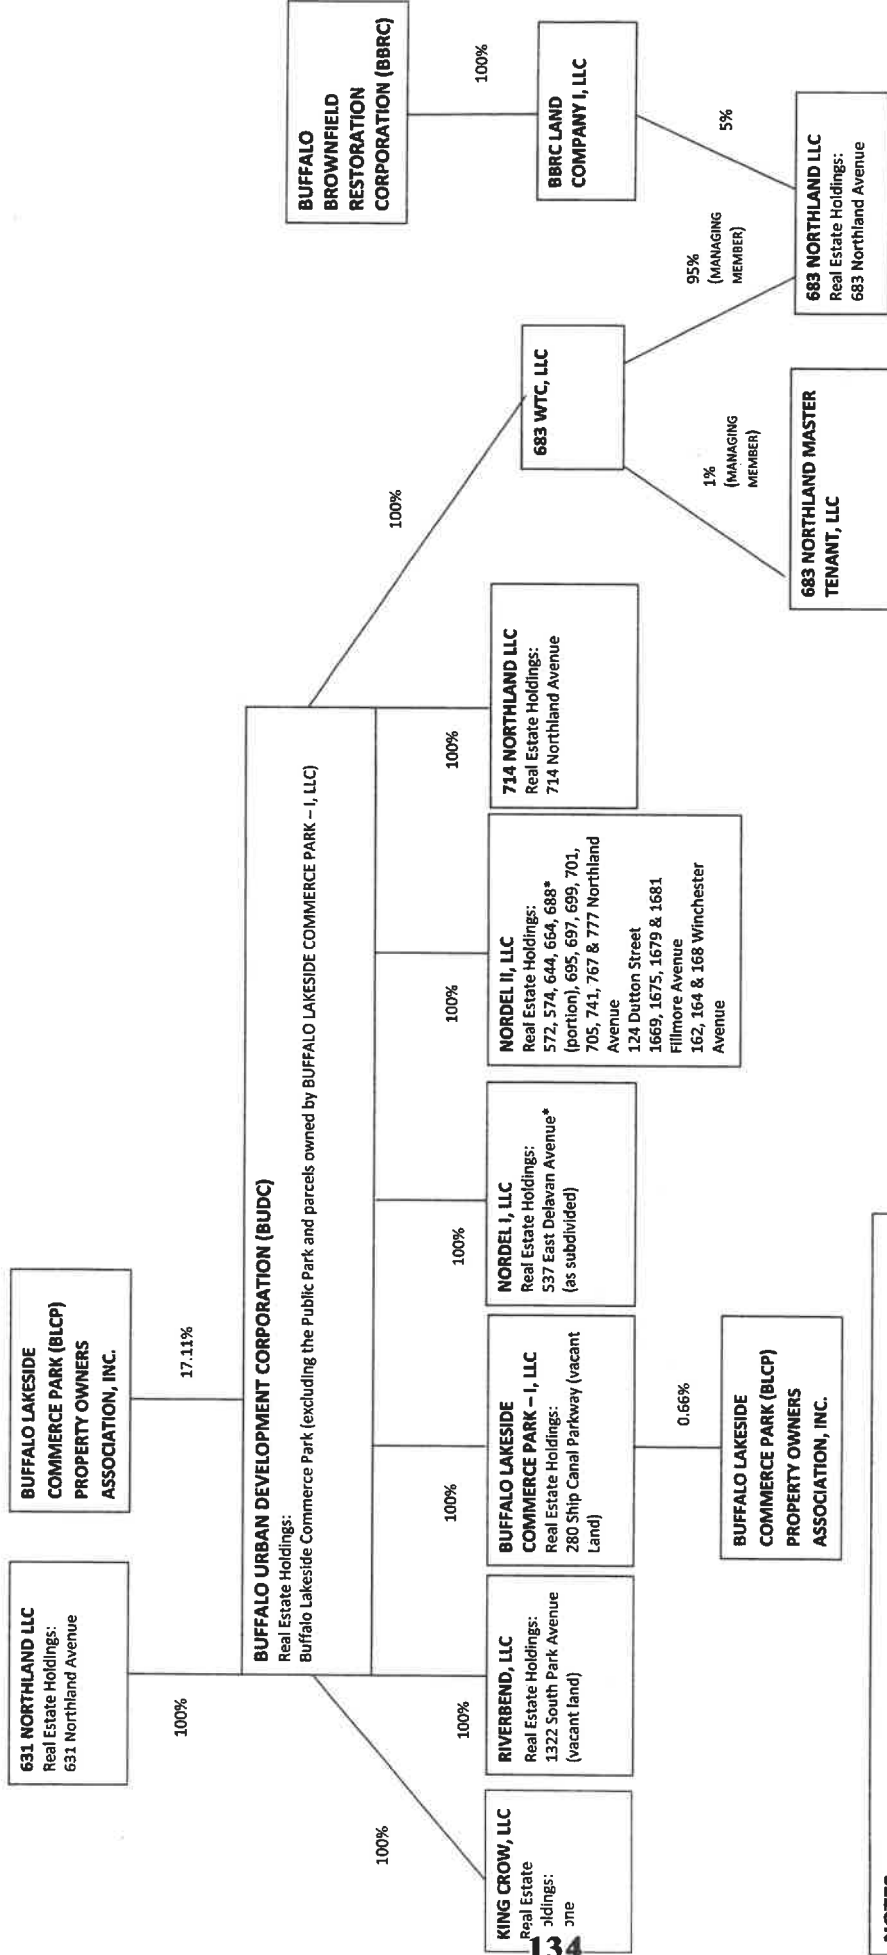 631 NORTHLAND LLC
Real Estate Holdings:
631 Northland Avenue
BUFFALO LAKESIDE
COMMERCE PARK (BLCP)
PROPERTY OWNERS
ASSOCIATION, INC.
100%
17.11%
BUFFALO
BROWNFIELD
RESTORATION
CORPORATION (BBRC)
100%
BUFFALO URBAN DEVELOPMENT CORPORATION (BUDC)
Real Estate Holdings:
Buffalo Lakeside Commerce Park (excluding the Public Park and parcels owned by BUFFALO LAKESIDE COMMERCE PARK – I, LLC)
100%
100%
100%
100%
100%
100%
100%
KING CROW, LLC
Real Estate
RIVERBEND, LLC
Real Estate Holdings:
1322 South Park Avenue
(vacant land)
BUFFALO LAKESIDE
COMMERCE PARK – I, LLC
Real Estate Holdings:
280 Ship Canal Parkway (vacant
Land)
NORDEL I, LLC
Real Estate Holdings:
537 East Delavan Avenue*
(as subdivided)
NORDEL II, LLC
Real Estate Holdings:
572, 574, 644, 664, 688*
(portion), 695, 697, 699, 701,
705, 741, 767 & 777 Northland
Avenue
124 Dutton Street
1669, 1675, 1679 & 1681
Fillmore Avenue
162, 164 & 168 Winchester
Avenue
714 NORTHLAND LLC
Real Estate Holdings:
714 Northland Avenue
683 WTC, LLC
BBRC LAND
COMPANY I, LLC
0.66%
1%
(MANAGING
MEMBER)
95%
(MANAGING
MEMBER)
5%
BUFFALO LAKESIDE
COMMERCE PARK (BLCP)
PROPERTY OWNERS
ASSOCIATION, INC.
683 NORTHLAND MASTER
TENANT, LLC
683 NORTHLAND LLC
Real Estate Holdings:
683 Northland Avenue
134